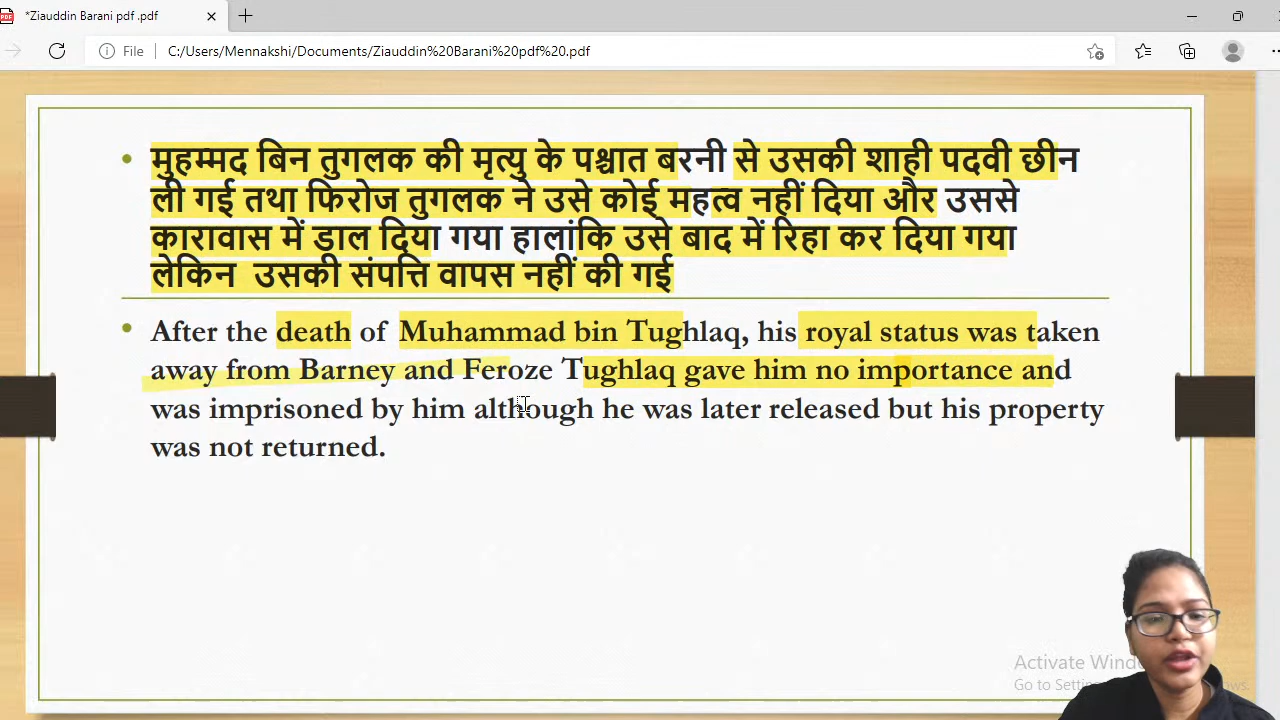 *Ziauddin Barani pdf .pdf
File C:/Users/Mennakshi/Documents/Ziauddin%20Barani%20pdf%20.pdf
मुहम्मद बिन तुगलक की मृत्यु के पश्चात बरनी से उसकी शाही पदवी छीन
ली गई तथा फिरोज तुगलक ने उसे कोई महत्व नहीं दिया और उससे
कारावास में डाल दिया गया हालांकि उसे बाद में रिहा कर दिया गया
लेकिन उसकी संपत्ति वापस नहीं की गई
After the death of Muhammad bin Tughlaq, his royal status was taken
away from Barney and Feroze Tughlaq gave him no importance and
was imprisoned by him although he was later released but his property
was not returned.
Activate
Go to